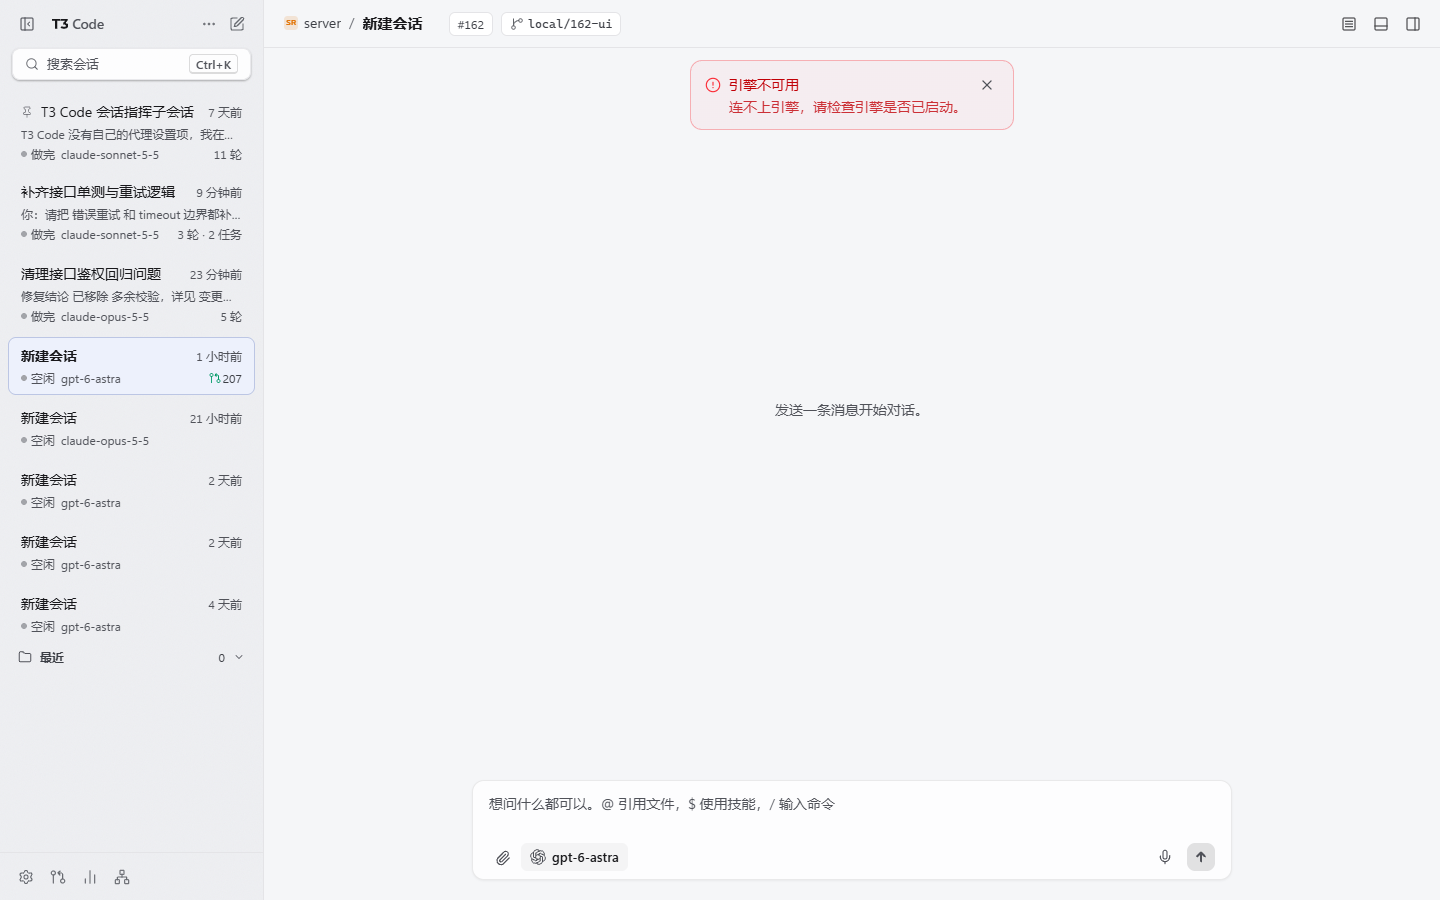 T3 Code
搜索会话
Ctrl+K
T3 Code 会话指挥子会话
7 天前
T3 Code 没有自己的代理设置项，我在...
做完 claude-sonnet-5-5
11 轮
补齐接口单测与重试逻辑
9 分钟前
你：请把 错误重试 和 timeout 边界都补...
做完 claude-sonnet-5-5
3 轮 · 2 任务
清理接口鉴权回归问题
23 分钟前
修复结论 已移除 多余校验，详见 变更...
做完 claude-opus-5-5
5 轮
新建会话
1 小时前
空闲 gpt-6-astra
207
新建会话
21 小时前
空闲 claude-opus-5-5
新建会话
2 天前
空闲 gpt-6-astra
新建会话
2 天前
空闲 gpt-6-astra
新建会话
4 天前
空闲 gpt-6-astra
最近
0
SR server / 新建会话
#162
local/162-ui
引擎不可用
连不上引擎，请检查引擎是否已启动。
发送一条消息开始对话。
想问什么都可以。@ 引用文件，$ 使用技能，/ 输入命令
gpt-6-astra